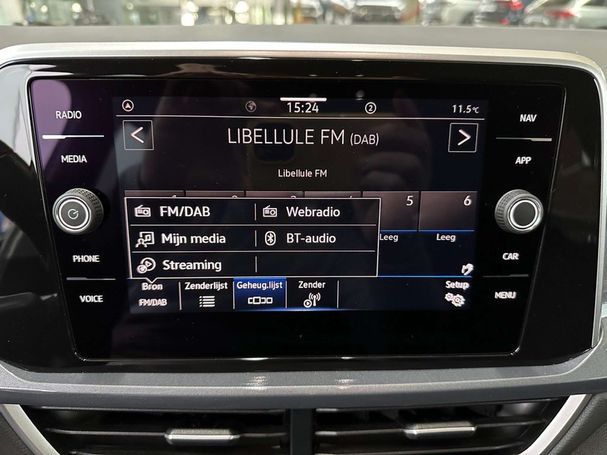 RADIO
MEDIA
PHONE
VOICE
15:24
2
11.5°C
LIBELLULE FM (DAB)
Libellule FM
5
6
Leeg
Leeg
FM/DAB
Webradio
Mijn media
BT-audio
Streaming
Bron
FM/DAB
Zenderlijst
Geheug.lijst
Zender
Setup
NAV
APP
CAR
MENU